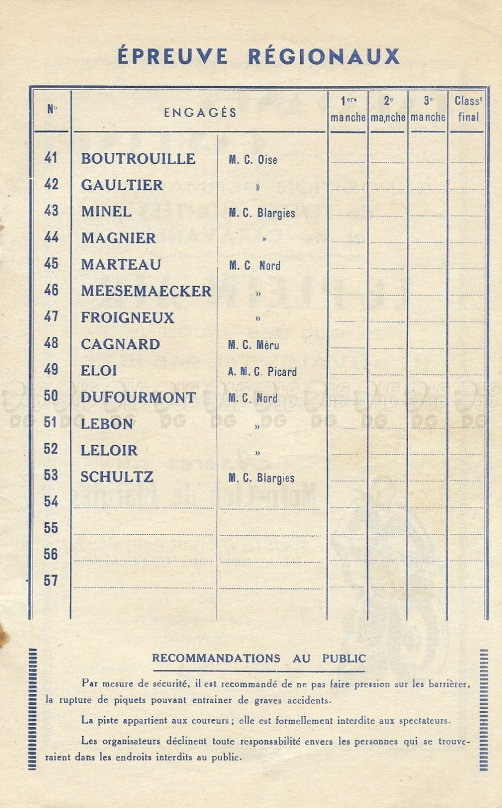 ÉPREUVE RÉGIONAUX
N° ENGAGÉS 1ere manche 2e manche 3e manche Classt final
41 BOUTROUILLE M. C. Oise
42 GAULTIER »
43 MINEL M. C. Blargies
44 MAGNIER »
45 MARTEAU M. C Nord
46 MEESEMAECKER »
47 FROIGNEUX »
48 CAGNARD M. C. Méru
49 ELOI A. M. C. Picard
50 DUFOURMONT M. C. Nord
51 LEBON »
52 LELOIR »
53 SCHULTZ M. C. Blargies
54
55
56
57
RECOMMANDATIONS AU PUBLIC
Par mesure de sécurité, il est recommandé de ne pas faire pression sur les barrières,
la rupture de piquets pouvant entrainer de graves accidents.
La piste appartient aux coureurs ; elle est formellement interdite aux spectateurs.
Les organisateurs déclinent toute responsabilité envers les personnes qui se trouve-
raient dans les endroits interdits au public.